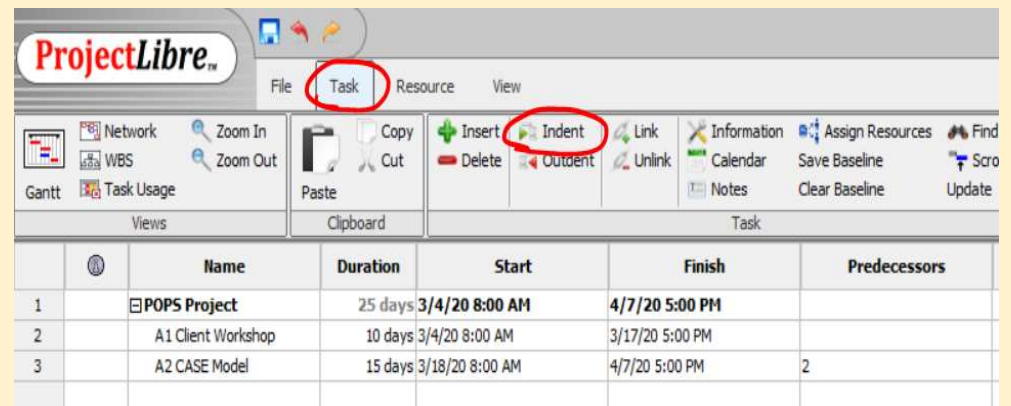 ProjectLibre™
File Task Resource View
Network Zoom In Copy Insert Indent Link Information Assign Resources Find
WBS Zoom Out Cut Delete Outdent Unlink Calendar Save Baseline Scro
Gantt Task Usage Paste Notes Clear Baseline Update
Views Clipboard Task
Name Duration Start Finish Predecessors
1 POPS Project 25 days 3/4/20 8:00 AM 4/7/20 5:00 PM
2 A1 Client Workshop 10 days 3/4/20 8:00 AM 3/17/20 5:00 PM
3 A2 CASE Model 15 days 3/18/20 8:00 AM 4/7/20 5:00 PM 2